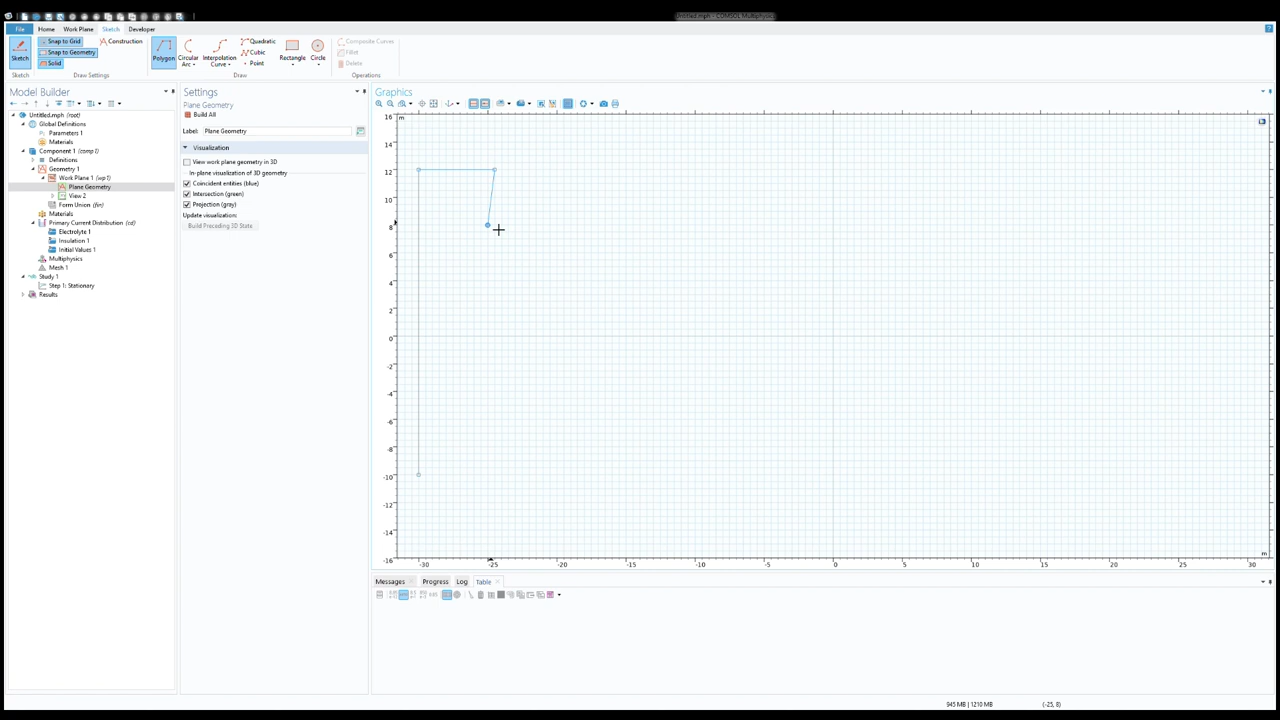 Untitled.mph - COMSOL Multiphysics
File Home Work Plane Sketch Developer
Sketch Snap to Grid Snap to Geometry Solid Construction
Polygon Circular Arc Interpolation Curve Quadratic Cubic Point Rectangle Circle
Composite Curves Fillet Delete
Sketch Draw Settings Draw Operations
Model Builder
Untitled.mph (root)
Global Definitions
Parameters 1
Materials
Component 1 (comp1)
Definitions
Geometry 1
Work Plane 1 (wp1)
Plane Geometry
View 2
Form Union (fin)
Materials
Primary Current Distribution (cd)
Electrolyte 1
Insulation 1
Initial Values 1
Multiphysics
Mesh 1
Study 1
Step 1: Stationary
Results
Settings
Plane Geometry
Build All
Label: Plane Geometry
Visualization
View work plane geometry in 3D
In-plane visualization of 3D geometry
Coincident entities (blue)
Intersection (green)
Projection (gray)
Update visualization:
Build Preceding 3D State
Graphics
m
16
14
12
10
8
6
4
2
0
-2
-4
-6
-8
-10
-12
-14
-16
m
-30 -25 -20 -15 -10 -5 0 5 10 15 20 25 30
Messages Progress Log Table
945 MB | 1210 MB (-25, 8)